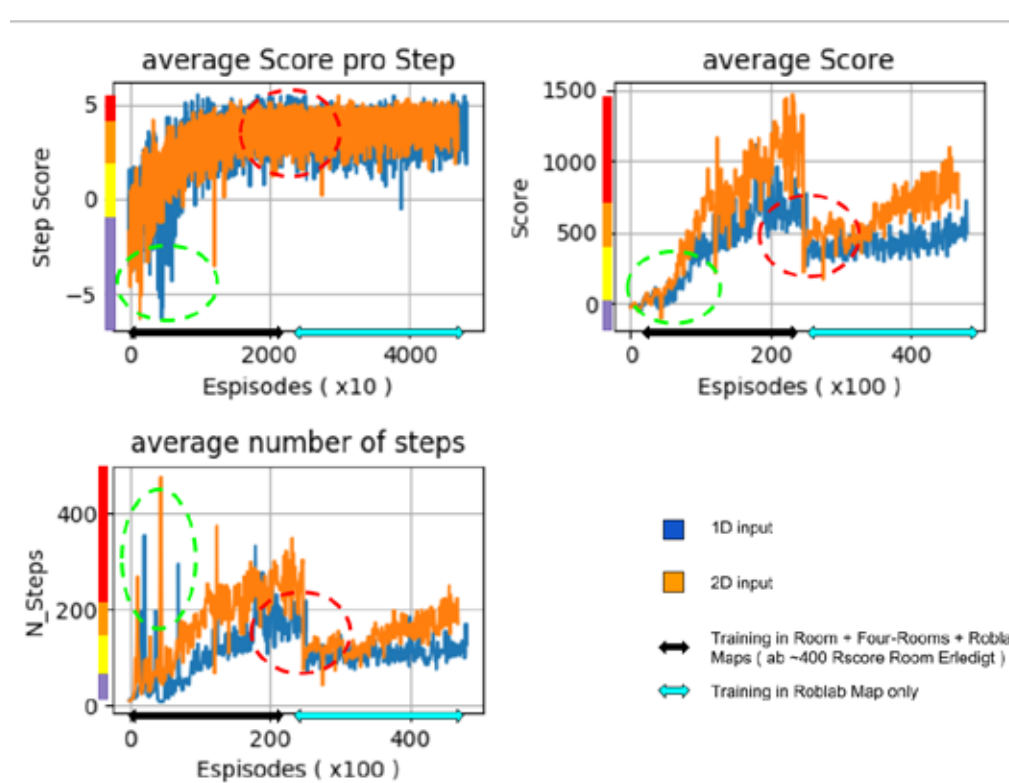 average Score pro Step
5
0
−5
Step Score
0
2000
4000
Espisodes ( x10 )
average Score
1500
1000
500
0
Score
0
200
400
Espisodes ( x100 )
average number of steps
400
200
0
N_Steps
0
200
400
Espisodes ( x100 )
1D input
2D input
Training in Room + Four-Rooms + Robla
Maps ( ab ~400 Rscore Room Erledigt )
Training in Roblab Map only